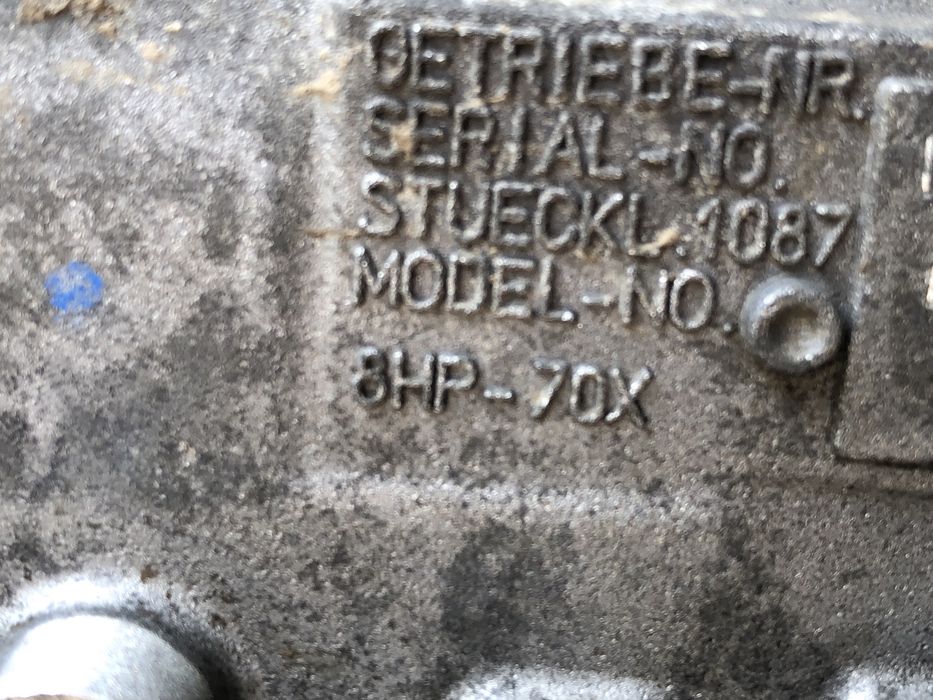 GETRIEBE-NR.
SERIAL-NO.
STUECKL.1087
MODEL-NO.
8HP-70X